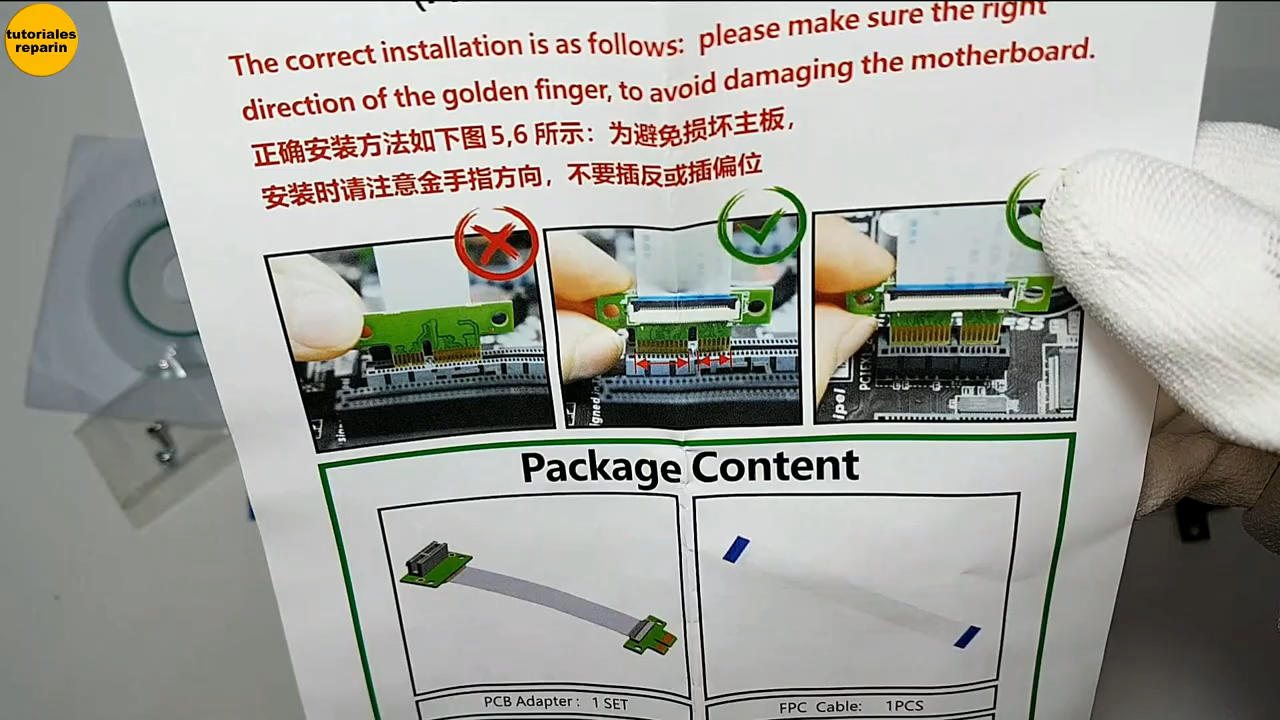 tutoriales
reparin
The correct installation is as follows: please make sure the right
direction of the golden finger, to avoid damaging the motherboard.
正确安装方法如下图5,6 所示：为避免损坏主板，
安装时请注意金手指方向，不要插反或插偏位
Package Content
PCB Adapter: 1 SET
FPC Cable: 1PCS